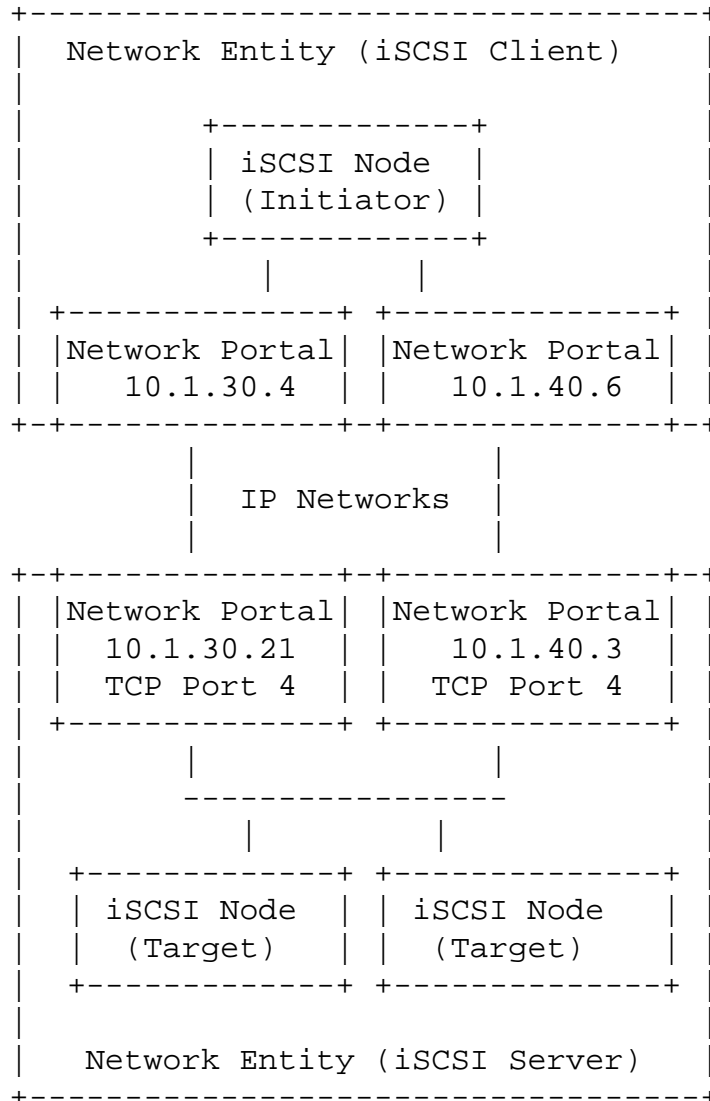 Network Entity (iSCSI Client)
iSCSI Node
(Initiator)
Network Portal Network Portal
10.1.30.4 10.1.40.6
IP Networks
Network Portal Network Portal
10.1.30.21 10.1.40.3
TCP Port 4 TCP Port 4
iSCSI Node iSCSI Node
(Target) (Target)
Network Entity (iSCSI Server)